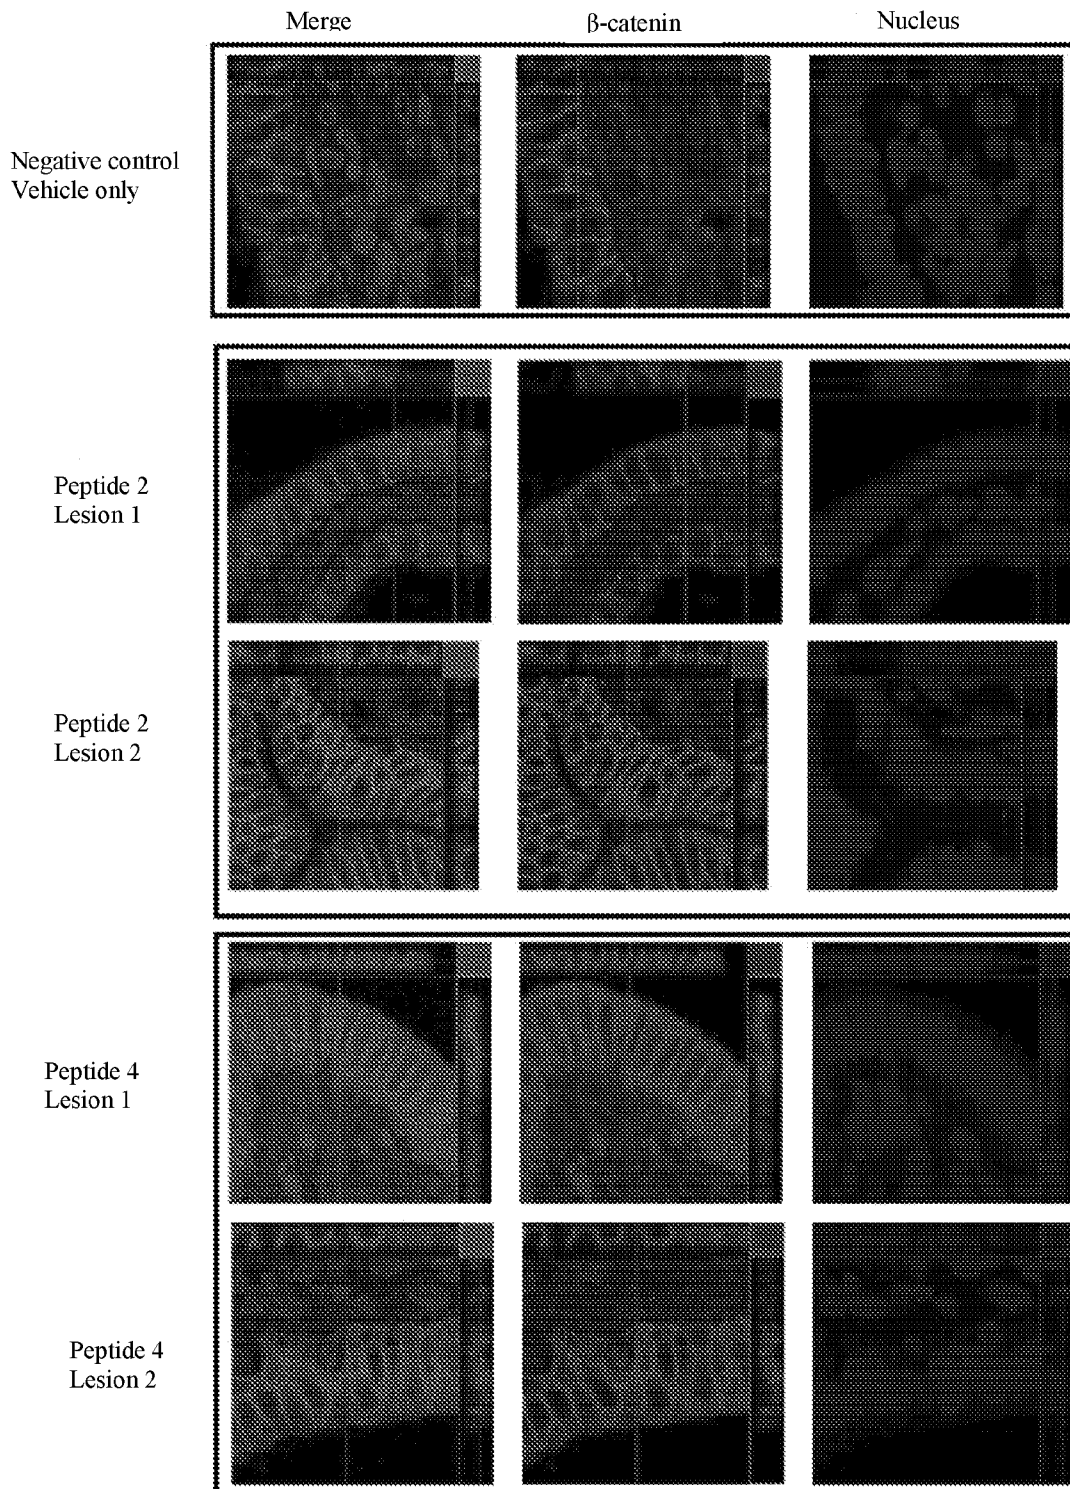 Merge
β-catenin
Nucleus
Negative control
Vehicle only
Peptide 2
Lesion 1
Peptide 2
Lesion 2
Peptide 4
Lesion 1
Peptide 4
Lesion 2